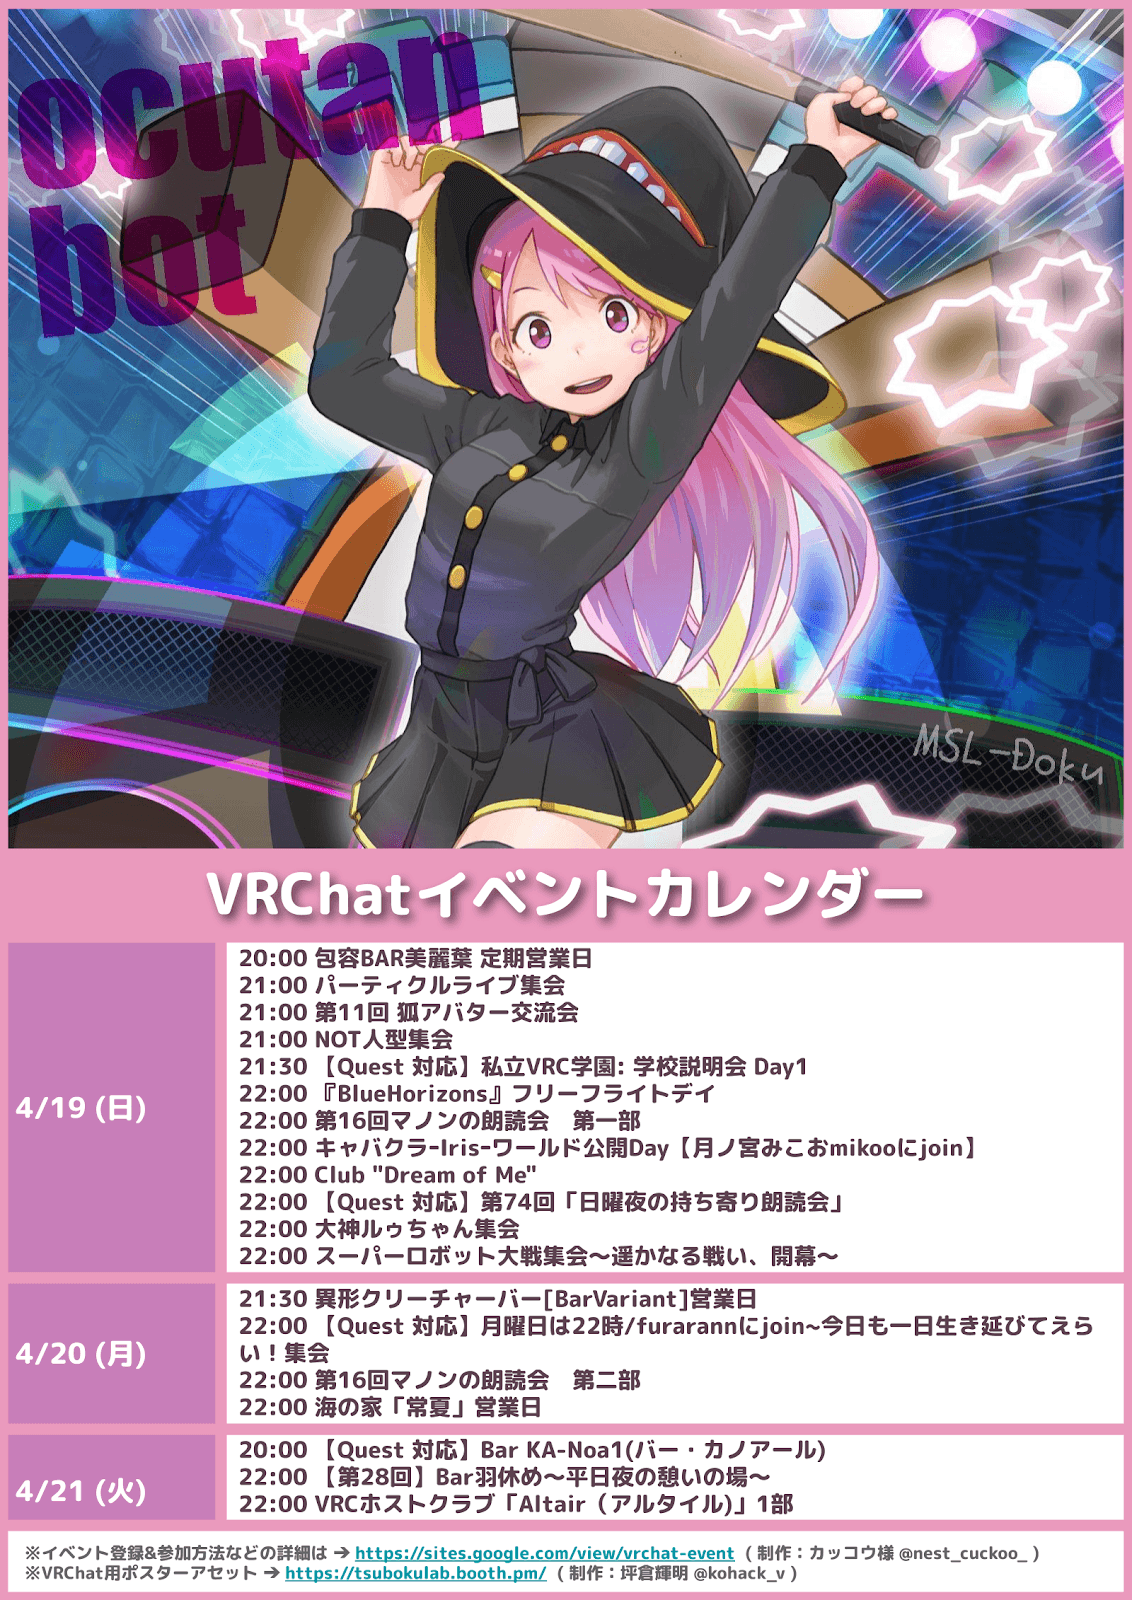 ocutan
bot
MSL-Doku
VRChatイベントカレンダー
4/19 (日)
20:00 包容BAR美麗葉 定期営業日
21:00 パーティクルライブ集会
21:00 第11回 狐アバター交流会
21:00 NOT人型集会
21:30 【Quest 対応】私立VRC学園: 学校説明会 Day1
22:00 『BlueHorizons』フリーフライトデイ
22:00 第16回マノンの朗読会　第一部
22:00 キャバクラ-Iris-ワールド公開Day【月ノ宮みこおmikooにjoin】
22:00 Club "Dream of Me"
22:00 【Quest 対応】第74回「日曜夜の持ち寄り朗読会」
22:00 大神ルゥちゃん集会
22:00 スーパーロボット大戦集会～遥かなる戦い、開幕～
4/20 (月)
21:30 異形クリーチャーバー[BarVariant]営業日
22:00 【Quest 対応】月曜日は22時/furarannにjoin~今日も一日生き延びてえら
い！集会
22:00 第16回マノンの朗読会　第二部
22:00 海の家「常夏」営業日
4/21 (火)
20:00 【Quest 対応】Bar KA-Noa1(バー・カノアール)
22:00 【第28回】Bar羽休め～平日夜の憩いの場～
22:00 VRCホストクラブ「Altair（アルタイル)」1部
※イベント登録&参加方法などの詳細は ➔ https://sites.google.com/view/vrchat-event ( 制作：カッコウ様 @nest_cuckoo_ )
※VRChat用ポスターアセット ➔ https://tsubokulab.booth.pm/ ( 制作：坪倉輝明 @kohack_v )